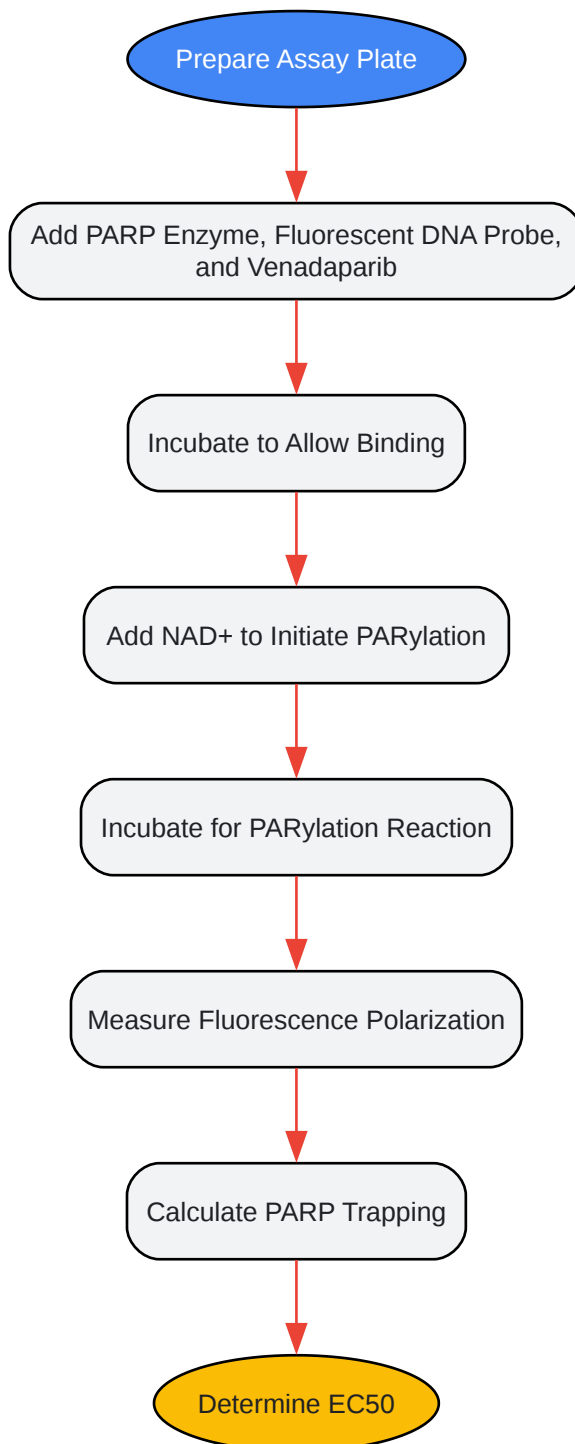 Prepare Assay Plate
Add PARP Enzyme, Fluorescent DNA Probe,
and Venadaparib
Incubate to Allow Binding
Add NAD+ to Initiate PARylation
Incubate for PARylation Reaction
Measure Fluorescence Polarization
Calculate PARP Trapping
Determine EC50